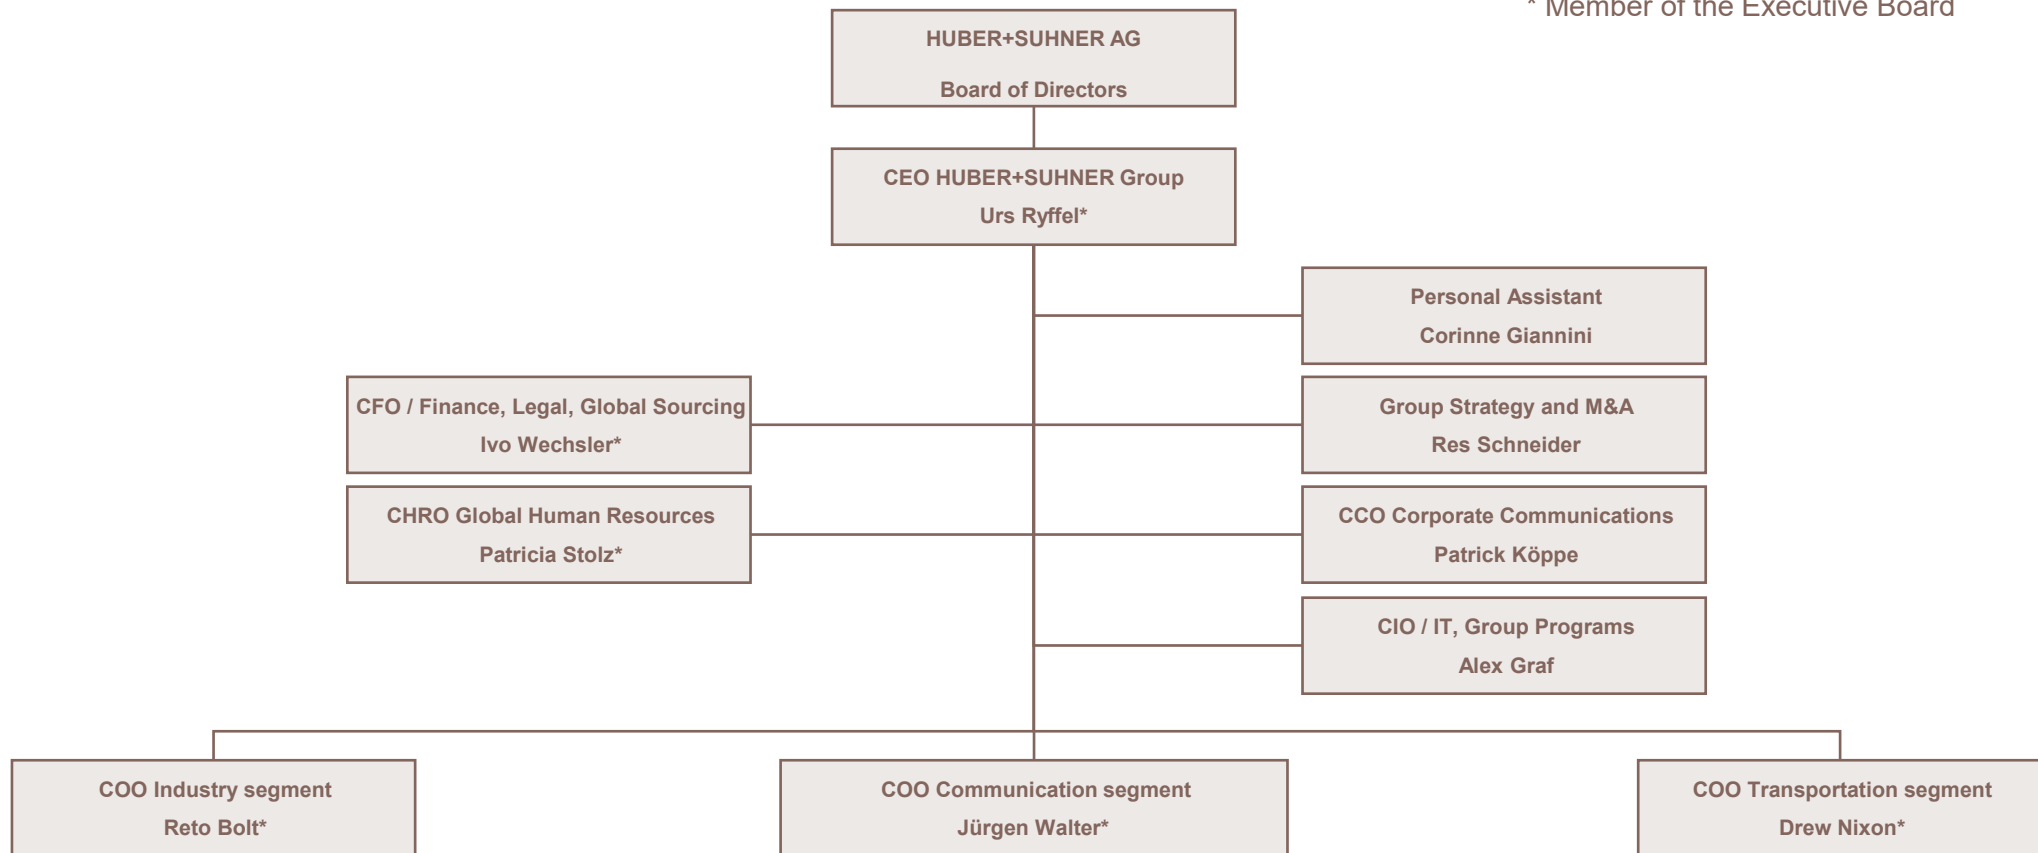 * Member of the Executive Board
HUBER+SUHNER AG
Board of Directors
CEO HUBER+SUHNER Group
Urs Ryffel*
Personal Assistant
Corinne Giannini
CFO / Finance, Legal, Global Sourcing
Ivo Wechsler*
Group Strategy and M&A
Res Schneider
CHRO Global Human Resources
Patricia Stolz*
CCO Corporate Communications
Patrick Köppe
CIO / IT, Group Programs
Alex Graf
COO Industry segment
Reto Bolt*
COO Communication segment
Jürgen Walter*
COO Transportation segment
Drew Nixon*